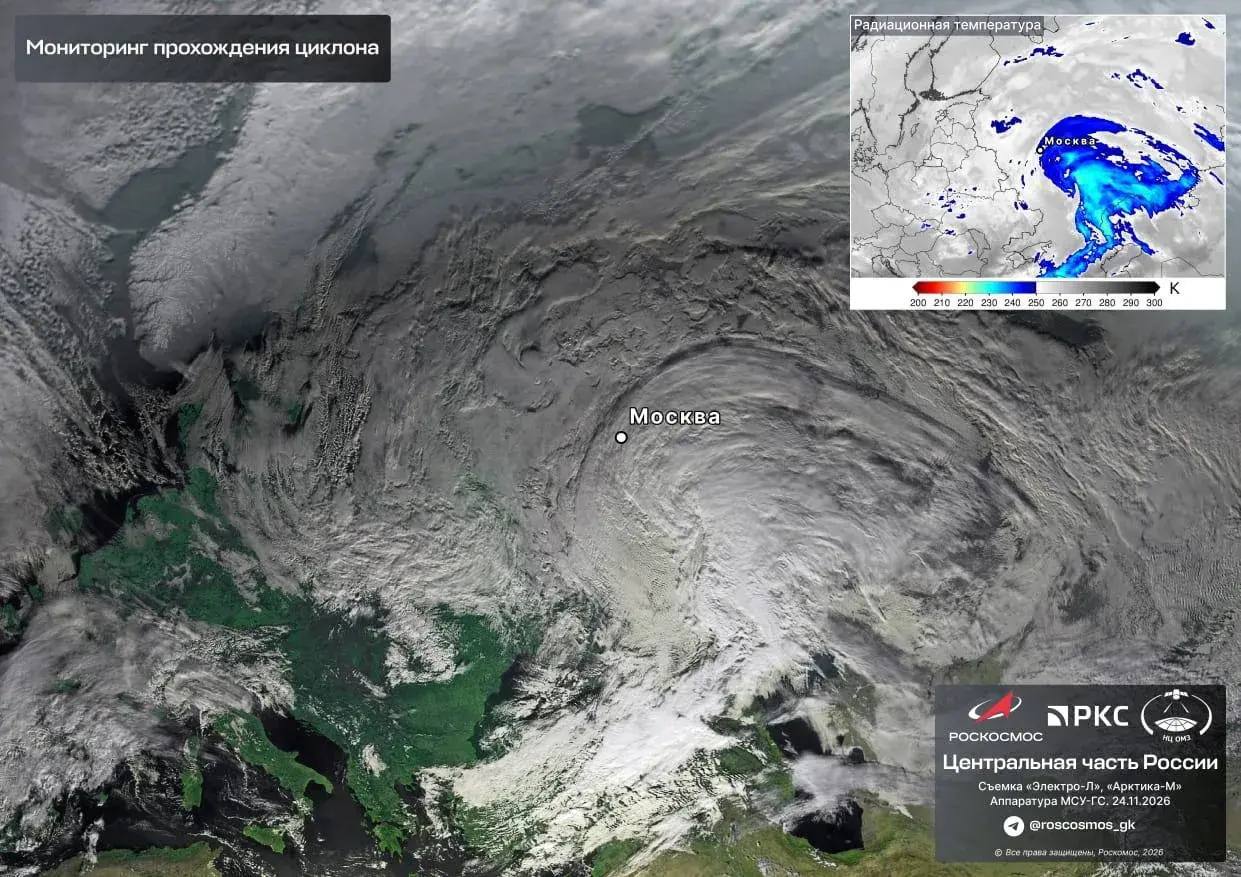 Мониторинг прохождения циклона
Радиационная температура
Москва
200 210 220 230 240 250 260 270 280 290 300 К
Москва
РОСКОСМОС
РКС
НЦ ОМЗ
Центральная часть России
Съемка «Электро-Л», «Арктика-М»
Аппаратура МСУ-ГС. 24.11.2026
@roscosmos_gk
© Все права защищены, Роскомос, 2026